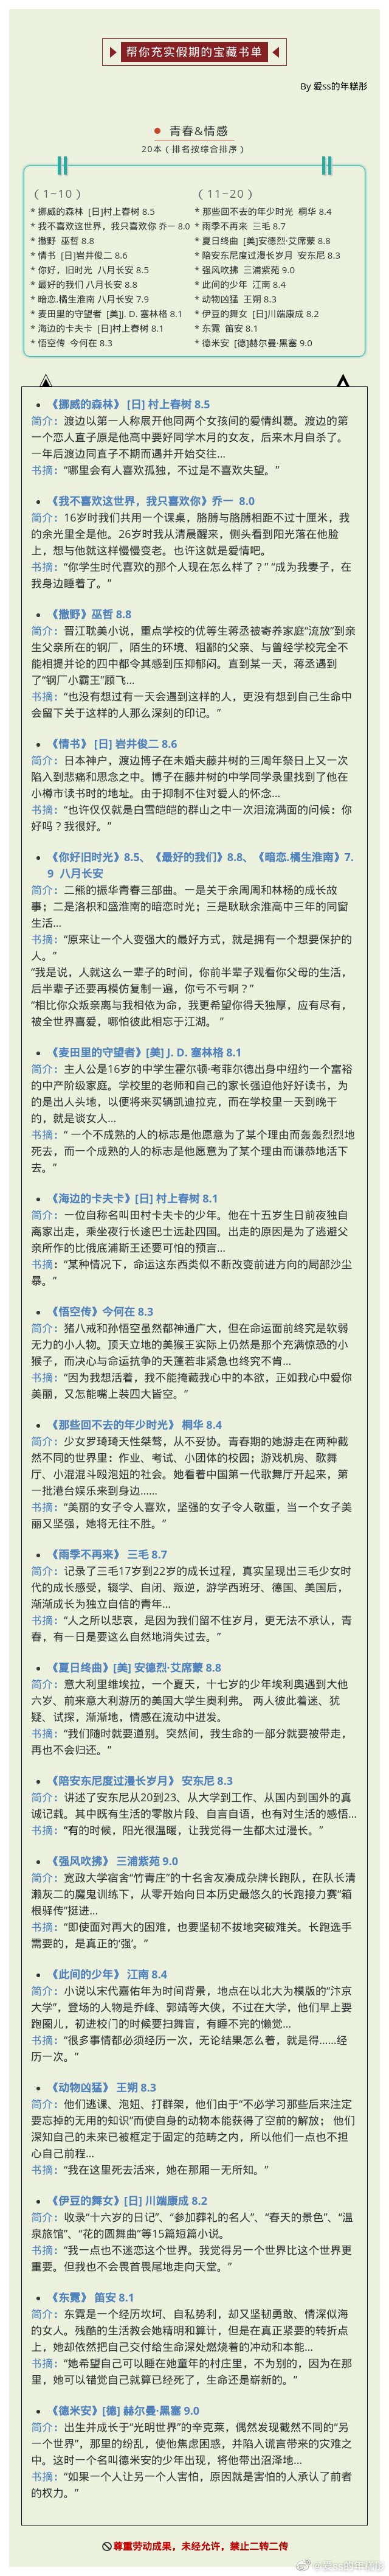 帮你充实假期的宝藏书单
By 爱ss的年糕彤
青春&情感
20本（排名按综合排序）
（1~10）
* 挪威的森林 [日]村上春树 8.5
* 我不喜欢这世界，我只喜欢你 乔一 8.0
* 撒野 巫哲 8.8
* 情书 [日]岩井俊二 8.6
* 你好，旧时光 八月长安 8.5
* 最好的我们 八月长安 8.8
* 暗恋.橘生淮南 八月长安 7.9
* 麦田里的守望者 [美]J. D. 塞林格 8.1
* 海边的卡夫卡 [日]村上春树 8.1
* 悟空传 今何在 8.3
（11~20）
* 那些回不去的年少时光 桐华 8.4
* 雨季不再来 三毛 8.7
* 夏日终曲 [美]安德烈·艾席蒙 8.8
* 陪安东尼度过漫长岁月 安东尼 8.3
* 强风吹拂 三浦紫苑 9.0
* 此间的少年 江南 8.4
* 动物凶猛 王朔 8.3
* 伊豆的舞女 [日]川端康成 8.2
* 东霓 笛安 8.1
* 德米安 [德]赫尔曼·黑塞 9.0
• 《挪威的森林》[日] 村上春树 8.5
简介：渡边以第一人称展开他同两个女孩间的爱情纠葛。渡边的第
一个恋人直子原是他高中要好同学木月的女友，后来木月自杀了。
一年后渡边同直子不期而遇并开始交往...
书摘：“哪里会有人喜欢孤独，不过是不喜欢失望。”
• 《我不喜欢这世界，我只喜欢你》乔一 8.0
简介：16岁时我们共用一个课桌，胳膊与胳膊相距不过十厘米，我
的余光里全是他。26岁时我从清晨醒来，侧头看到阳光落在他脸
上，想与他就这样慢慢变老。也许这就是爱情吧。
书摘：“你学生时代喜欢的那个人现在怎么样了？” “成为我妻子，在
我身边睡着了。”
• 《撒野》巫哲 8.8
简介：晋江耽美小说，重点学校的优等生蒋丞被寄养家庭“流放”到亲
生父亲所在的钢厂，陌生的环境、粗鄙的父亲、与曾经学校完全不
能相提并论的四中都令其感到压抑郁闷。直到某一天，蒋丞遇到
了“钢厂小霸王”顾飞...
书摘：“也没有想过有一天会遇到这样的人，更没有想到自己生命中
会留下关于这样的人那么深刻的印记。”
• 《情书》 [日] 岩井俊二 8.6
简介：日本神户，渡边博子在未婚夫藤井树的三周年祭日上又一次
陷入到悲痛和思念之中。博子在藤井树的中学同学录里找到了他在
小樽市读书时的地址。由于抑制不住对爱人的怀念...
书摘：“也许仅仅就是白雪皑皑的群山之中一次泪流满面的问候：你
好吗？我很好。”
• 《你好旧时光》8.5、《最好的我们》8.8、《暗恋.橘生淮南》7.
9 八月长安
简介：二熊的振华青春三部曲。一是关于余周周和林杨的成长故
事；二是洛枳和盛淮南的暗恋时光；三是耿耿余淮高中三年的同窗
生活...
书摘：“原来让一个人变强大的最好方式，就是拥有一个想要保护的
人。”
“我是说，人就这么一辈子的时间，你前半辈子观看你父母的生活，
后半辈子还要再模仿复制一遍，你亏不亏啊？”
“相比你众叛亲离与我相依为命，我更希望你得天独厚，应有尽有，
被全世界喜爱，哪怕彼此相忘于江湖。 ”
• 《麦田里的守望者》[美] J. D. 塞林格 8.1
简介：主人公是16岁的中学生霍尔顿·考菲尔德出身中纽约一个富裕
的中产阶级家庭。学校里的老师和自己的家长强迫他好好读书，为
的是出人头地，以便将来买辆凯迪拉克，而在学校里一天到晚干
的，就是谈女人...
书摘：“ 一个不成熟的人的标志是他愿意为了某个理由而轰轰烈烈地
死去，而一个成熟的人的标志是他愿意为了某个理由而谦恭地活下
去。”
• 《海边的卡夫卡》[日] 村上春树 8.1
简介：一位自称名叫田村卡夫卡的少年。他在十五岁生日前夜独自
离家出走，乘坐夜行长途巴士远赴四国。出走的原因是为了逃避父
亲所作的比俄底浦斯王还要可怕的预言...
书摘：“某种情况下，命运这东西类似不断改变前进方向的局部沙尘
暴。”
• 《悟空传》今何在 8.3
简介：猪八戒和孙悟空虽然都神通广大，但在命运面前终究是软弱
无力的小人物。顶天立地的美猴王实际上仍然是那个充满惊恐的小
猴子，而决心与命运抗争的天蓬若非紧急也终究不肯...
书摘：“因为我想活着，我不能掩藏我心中的本欲，正如我心中爱你
美丽，又怎能嘴上装四大皆空。”
• 《那些回不去的年少时光》 桐华 8.4
简介：少女罗琦琦天性桀骜，从不妥协。青春期的她游走在两种截
然不同的世界里：作业、考试、小团体的校园；游戏机房、歌舞
厅、小混混斗殴泡妞的社会。她看着中国第一代歌舞厅开起来，第
一批港台娱乐来到身边......
书摘：“美丽的女子令人喜欢，坚强的女子令人敬重，当一个女子美
丽又坚强，她将无往不胜。”
• 《雨季不再来》 三毛 8.7
简介：记录了三毛17岁到22岁的成长过程，真实呈现出三毛少女时
代的成长感受，辍学、自闭、叛逆，游学西班牙、德国、美国后，
渐渐成长为独立自信的青年...
书摘：“人之所以悲哀，是因为我们留不住岁月，更无法不承认，青
春，有一日是要这么自然地消失过去。”
• 《夏日终曲》[美] 安德烈·艾席蒙 8.8
简介：意大利里维埃拉，一个夏天，十七岁的少年埃利奥遇到大他
六岁、前来意大利游历的美国大学生奥利弗。 两人彼此着迷、犹
疑、试探，渐渐地，情感在流动中迸发。
书摘：“我们随时就要道别。突然间，我生命的一部分就要被带走，
再也不会归还。”
• 《陪安东尼度过漫长岁月》 安东尼 8.3
简介：讲述了安东尼从20到23、从大学到工作、从国内到国外的真
诚记载。其中既有生活的零散片段、自言自语，也有对生活的感悟...
书摘：“有的时候，阳光很温暖，让我觉得一生都太过漫长。”
• 《强风吹拂》 三浦紫苑 9.0
简介：宽政大学宿舍“竹青庄”的十名舍友凑成杂牌长跑队，在队长清
濑灰二的魔鬼训练下，从零开始向日本历史最悠久的长跑接力赛“箱
根驿传”挺进...
书摘：“即使面对再大的困难，也要坚韧不拔地突破难关。长跑选手
需要的，是真正的‘强’。”
• 《此间的少年》 江南 8.4
简介：小说以宋代嘉佑年为时间背景，地点在以北大为模版的“汴京
大学”，登场的人物是乔峰、郭靖等大侠，不过在大学，他们早上要
跑圈儿，初进校门的时候要扫舞盲，有睡不完的懒觉...
书摘：“很多事情都必须经历一次，无论结果怎么着，就是得......经
历一次。”
• 《动物凶猛》 王朔 8.3
简介：他们逃课、泡妞、打群架，他们由于“不必学习那些后来注定
要忘掉的无用的知识”而使自身的动物本能获得了空前的解放； 他们
深知自己的未来已被框定于固定的范畴之内，所以他们一点也不担
心自己前程...
书摘：“我在这里死去活来，她在那厢一无所知。”
• 《伊豆的舞女》[日] 川端康成 8.2
简介：收录“十六岁的日记”、“参加葬礼的名人”、“春天的景色”、“温
泉旅馆”、“花的圆舞曲”等15篇短篇小说。
书摘：“我一点也不迷恋这个世界。我觉得另一个世界比这个世界更
重要。但我也不会畏首畏尾地走向天堂。”
• 《东霓》 笛安 8.1
简介：东霓是一个经历坎坷、自私势利，却又坚韧勇敢、情深似海
的女人。残酷的生活教会她精明和算计，但是在真正紧要的转折点
上，她却依然把自己交付给生命深处燃烧着的冲动和本能...
书摘：“她希望自己可以睡在她童年的村庄里，不为别的，因为在那
里，她可以错觉自己就算已经死了，生命还是崭新的。”
• 《德米安》[德] 赫尔曼·黑塞 9.0
简介：出生并成长于“光明世界”的辛克莱，偶然发现截然不同的“另
一个世界”，那里的纷乱，使他焦虑困惑，并陷入谎言带来的灾难之
中。这时一个名叫德米安的少年出现，将他带出沼泽地...
书摘：“如果一个人让另一个人害怕，原因就是害怕的人承认了前者
的权力。”
尊重劳动成果，未经允许，禁止二转二传
@爱ss的年糕彤